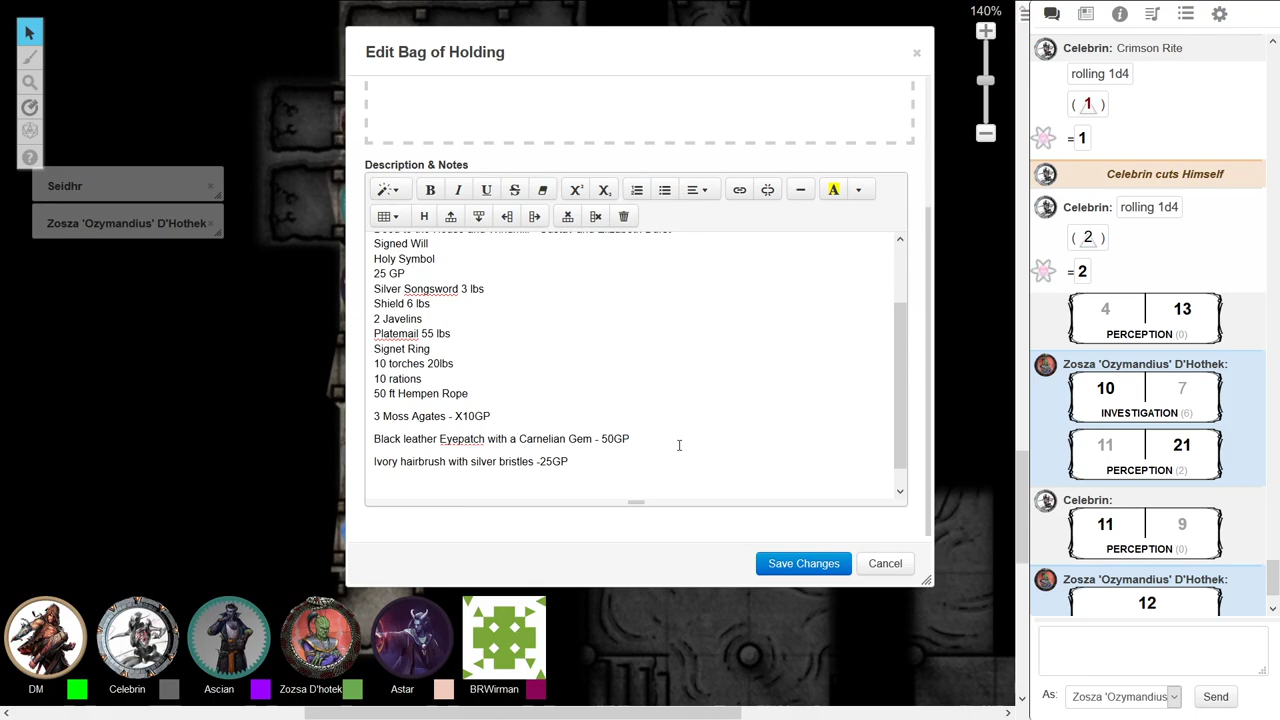 140%
Edit Bag of Holding
×
Description & Notes
Signed Will
Holy Symbol
25 GP
Silver Songsword 3 lbs
Shield 6 lbs
2 Javelins
Platemail 55 lbs
Signet Ring
10 torches 20lbs
10 rations
50 ft Hempen Rope
3 Moss Agates - X10GP
Black leather Eyepatch with a Carnelian Gem - 50GP
Ivory hairbrush with silver bristles -25GP
Save Changes
Cancel
Seidhr
Zosza 'Ozymandius' D'Hothek
DM
Celebrin
Ascian
Zozsa D'hotek
Astar
BRWirman
Celebrin: Crimson Rite
rolling 1d4
( 1 )
= 1
Celebrin cuts Himself
Celebrin: rolling 1d4
( 2 )
= 2
4 13
PERCEPTION (0)
Zosza 'Ozymandius' D'Hothek:
10 7
INVESTIGATION (6)
11 21
PERCEPTION (2)
Celebrin:
11 9
PERCEPTION (0)
Zosza 'Ozymandius' D'Hothek:
12
As: Zosza 'Ozymandius
Send